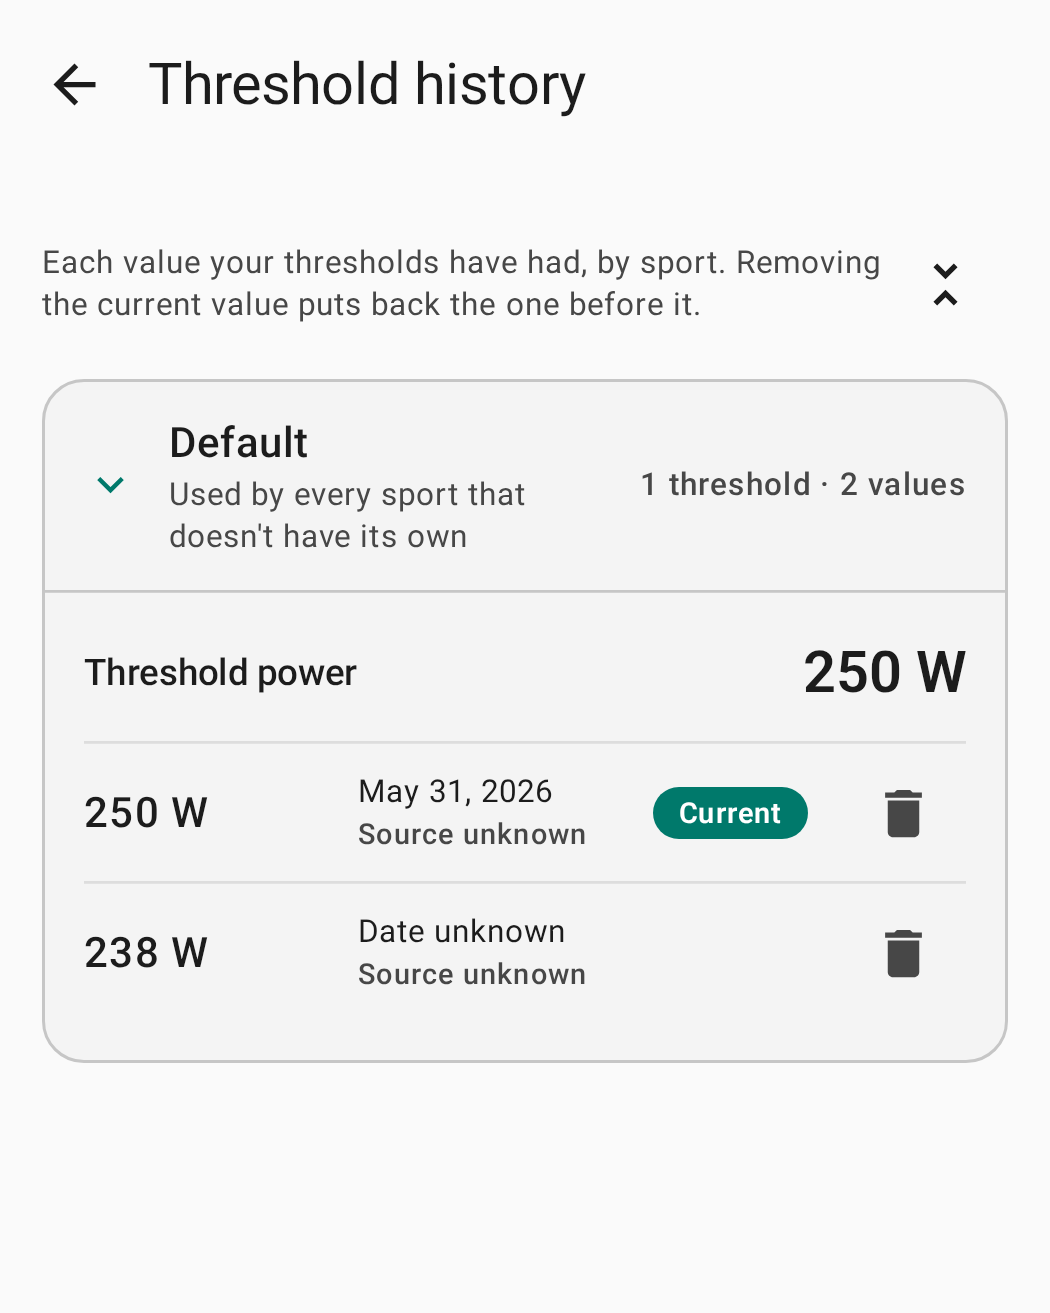 Threshold history
Each value your thresholds have had, by sport. Removing
the current value puts back the one before it.
Default
Used by every sport that
doesn't have its own
1 threshold · 2 values
Threshold power
250 W
250 W
May 31, 2026
Source unknown
Current
238 W
Date unknown
Source unknown